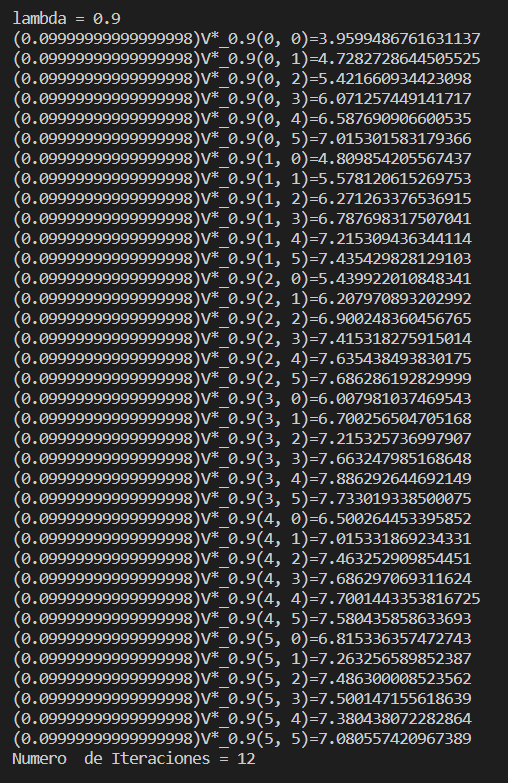 lambda = 0.9
(0.09999999999999998)V*_0.9(0, 0)=3.9599486761631137
(0.09999999999999998)V*_0.9(0, 1)=4.7282728644505525
(0.09999999999999998)V*_0.9(0, 2)=5.421660934423098
(0.09999999999999998)V*_0.9(0, 3)=6.071257449141717
(0.09999999999999998)V*_0.9(0, 4)=6.587690906600535
(0.09999999999999998)V*_0.9(0, 5)=7.015301583179366
(0.09999999999999998)V*_0.9(1, 0)=4.809854205567437
(0.09999999999999998)V*_0.9(1, 1)=5.578120615269753
(0.09999999999999998)V*_0.9(1, 2)=6.271263376536915
(0.09999999999999998)V*_0.9(1, 3)=6.787698317507041
(0.09999999999999998)V*_0.9(1, 4)=7.215309436344114
(0.09999999999999998)V*_0.9(1, 5)=7.435429828129103
(0.09999999999999998)V*_0.9(2, 0)=5.439922010848341
(0.09999999999999998)V*_0.9(2, 1)=6.207970893202992
(0.09999999999999998)V*_0.9(2, 2)=6.900248360456765
(0.09999999999999998)V*_0.9(2, 3)=7.415318275915014
(0.09999999999999998)V*_0.9(2, 4)=7.635438493830175
(0.09999999999999998)V*_0.9(2, 5)=7.686286192829999
(0.09999999999999998)V*_0.9(3, 0)=6.007981037469543
(0.09999999999999998)V*_0.9(3, 1)=6.700256504705168
(0.09999999999999998)V*_0.9(3, 2)=7.215325736997907
(0.09999999999999998)V*_0.9(3, 3)=7.663247985168648
(0.09999999999999998)V*_0.9(3, 4)=7.886292644692149
(0.09999999999999998)V*_0.9(3, 5)=7.733019338500075
(0.09999999999999998)V*_0.9(4, 0)=6.500264453395852
(0.09999999999999998)V*_0.9(4, 1)=7.015331869234331
(0.09999999999999998)V*_0.9(4, 2)=7.463252909854451
(0.09999999999999998)V*_0.9(4, 3)=7.686297069311624
(0.09999999999999998)V*_0.9(4, 4)=7.7001443353816725
(0.09999999999999998)V*_0.9(4, 5)=7.580435858633693
(0.09999999999999998)V*_0.9(5, 0)=6.815336357472743
(0.09999999999999998)V*_0.9(5, 1)=7.263256589852387
(0.09999999999999998)V*_0.9(5, 2)=7.486300008523562
(0.09999999999999998)V*_0.9(5, 3)=7.500147155618639
(0.09999999999999998)V*_0.9(5, 4)=7.380438072282864
(0.09999999999999998)V*_0.9(5, 5)=7.080557420967389
Numero  de Iteraciones = 12